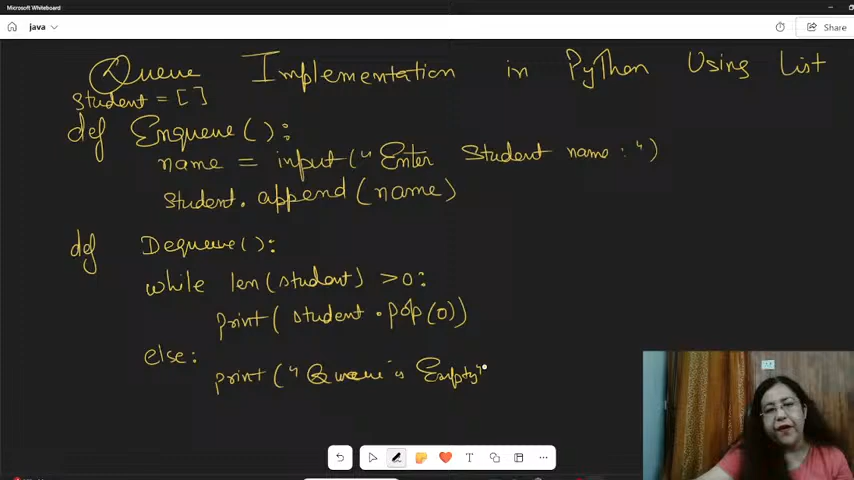 Microsoft Whiteboard
java
Share
Queue Implementation in Python Using List
student = [ ]
def Enqueue():
name = input("Enter Student name : ")
student.append(name)
def Dequeue():
while len(student) >0:
print( student.pop(0))
else:
print("Queue is Empty"
T